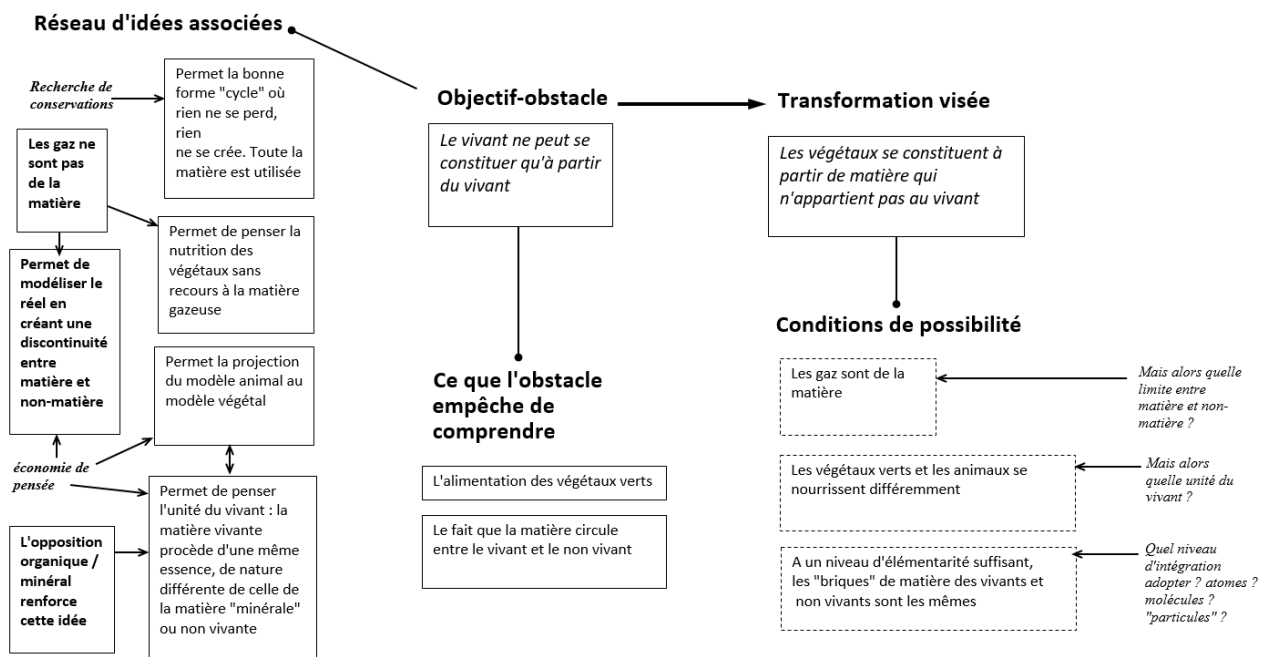 Réseau d'idées associées
Recherche de
conservations
Permet la bonne
forme "cycle" où
rien ne se perd,
rien
ne se crée. Toute la
matière est utilisée
Les gaz ne
sont pas
de la
matière
Permet de penser la
nutrition des
végétaux sans
recours à la matière
gazeuse
Permet de
modéliser le
réel en
créant une
discontinuité
entre
matière et
non-matière
Permet la projection
du modèle animal au
modèle végétal
économie de
pensée
Permet de penser
l'unité du vivant : la
matière vivante
procède d'une même
essence, de nature
différente de celle de
la matière "minérale"
ou non vivante
L'opposition
organique /
minéral
renforce
cette idée
Objectif-obstacle
Le vivant ne peut se
constituer qu'à partir
du vivant
Ce que l'obstacle
empêche de
comprendre
L'alimentation des végétaux verts
Le fait que la matière circule
entre le vivant et le non vivant
Transformation visée
Les végétaux se constituent à
partir de matière qui
n'appartient pas au vivant
Conditions de possibilité
Les gaz sont de la
matière
Mais alors quelle
limite entre
matière et non-
matière ?
Les végétaux verts et les animaux se
nourrissent différemment
Mais alors
quelle unité du
vivant ?
A un niveau d'élémentarité suffisant,
les "briques" de matière des vivants et
non vivants sont les mêmes
Quel niveau
d'intégration
adopter ? atomes ?
molécules ?
"particules" ?